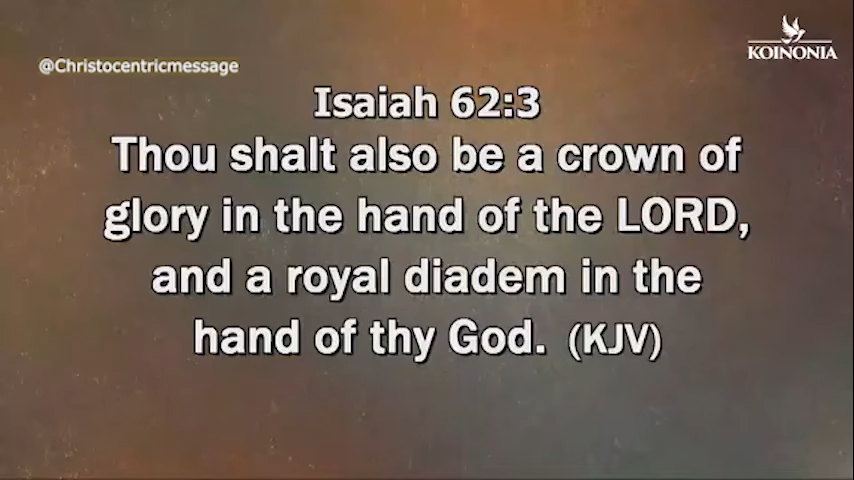 KOINONIA
@Christocentricmessage
Isaiah 62:3
Thou shalt also be a crown of
glory in the hand of the LORD,
and a royal diadem in the
hand of thy God. (KJV)